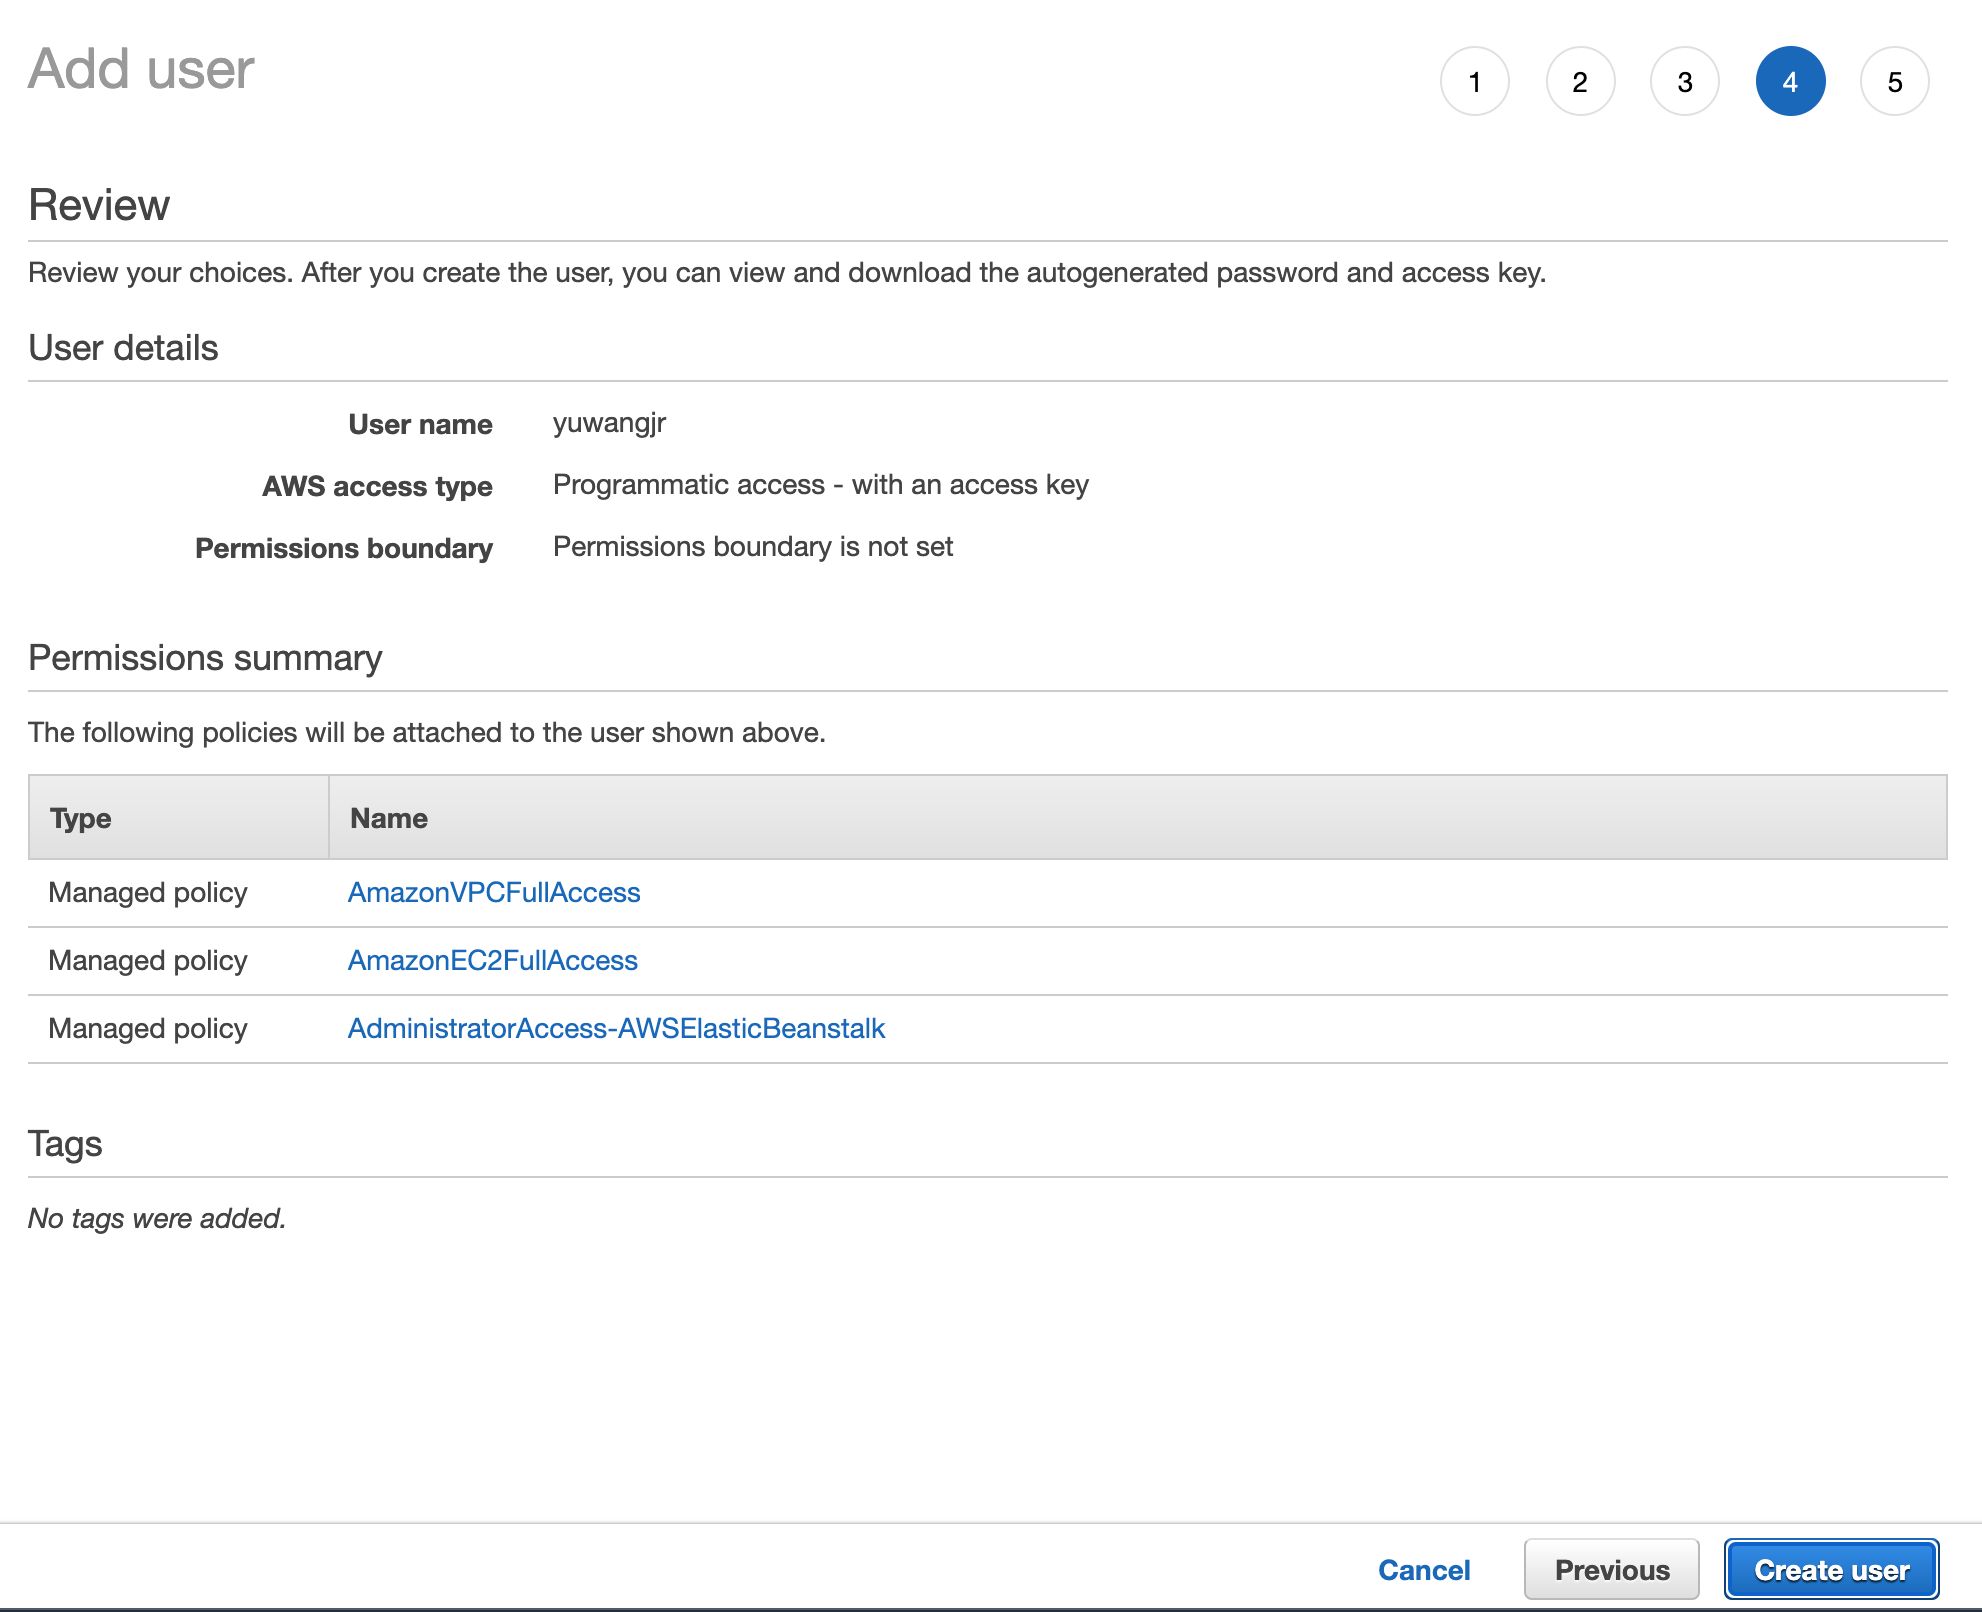 Add user
1 2 3 4 5
Review
Review your choices. After you create the user, you can view and download the autogenerated password and access key.
User details
User name yuwangjr
AWS access type Programmatic access - with an access key
Permissions boundary Permissions boundary is not set
Permissions summary
The following policies will be attached to the user shown above.
Type Name
Managed policy AmazonVPCFullAccess
Managed policy AmazonEC2FullAccess
Managed policy AdministratorAccess-AWSElasticBeanstalk
Tags
No tags were added.
Cancel Previous Create user